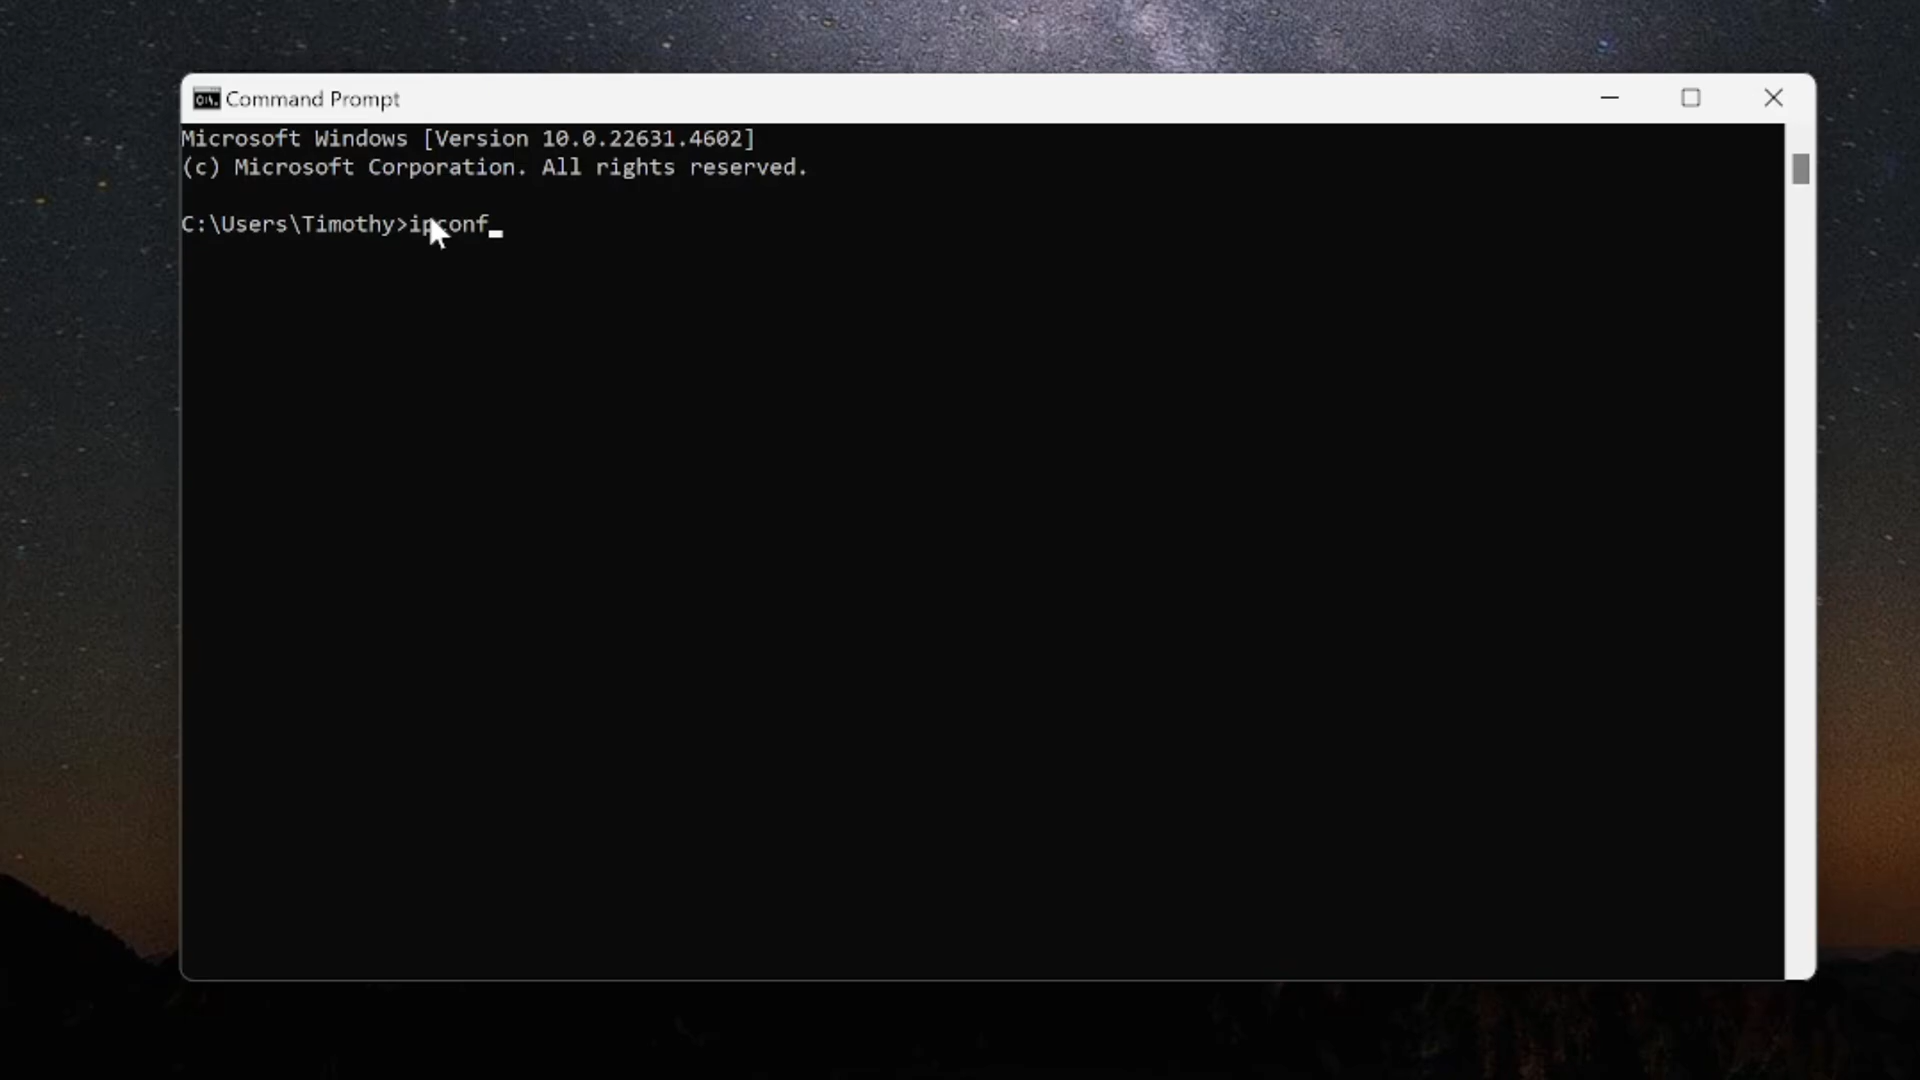 Command Prompt
Microsoft Windows [Version 10.0.22631.4602]
(c) Microsoft Corporation. All rights reserved.
C:\Users\Timothy>ipconf_